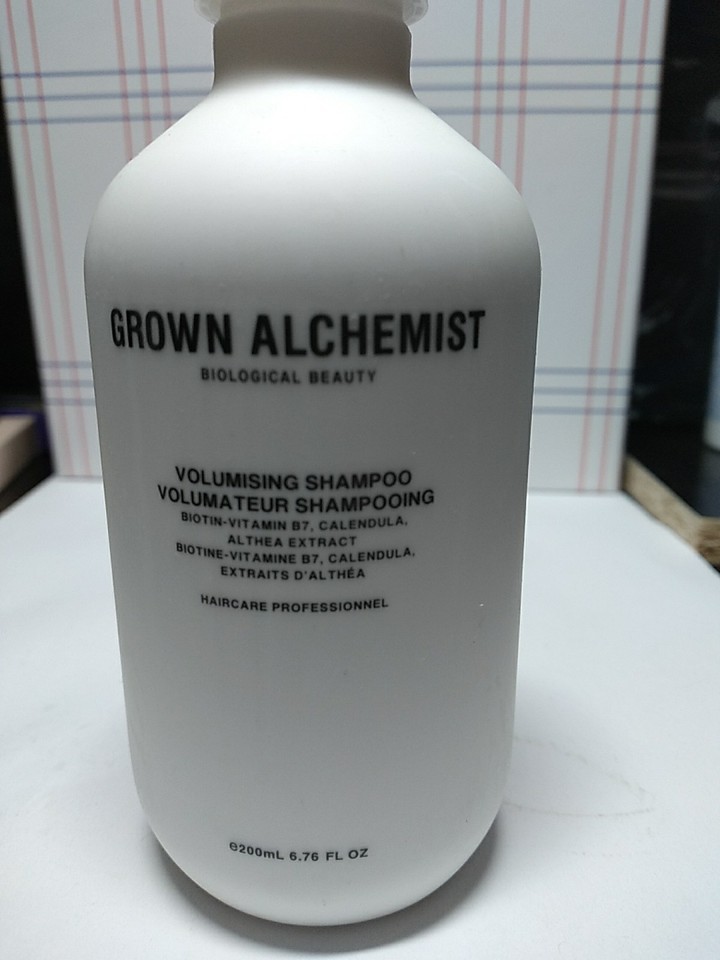 GROWN ALCHEMIST
BIOLOGICAL BEAUTY
VOLUMISING SHAMPOO
VOLUMATEUR SHAMPOOING
BIOTIN-VITAMIN B7, CALENDULA,
ALTHEA EXTRACT
BIOTINE-VITAMINE B7, CALENDULA,
EXTRAITS D'ALTHÉA
HAIRCARE PROFESSIONNEL
℮200mL 6.76 FL OZ